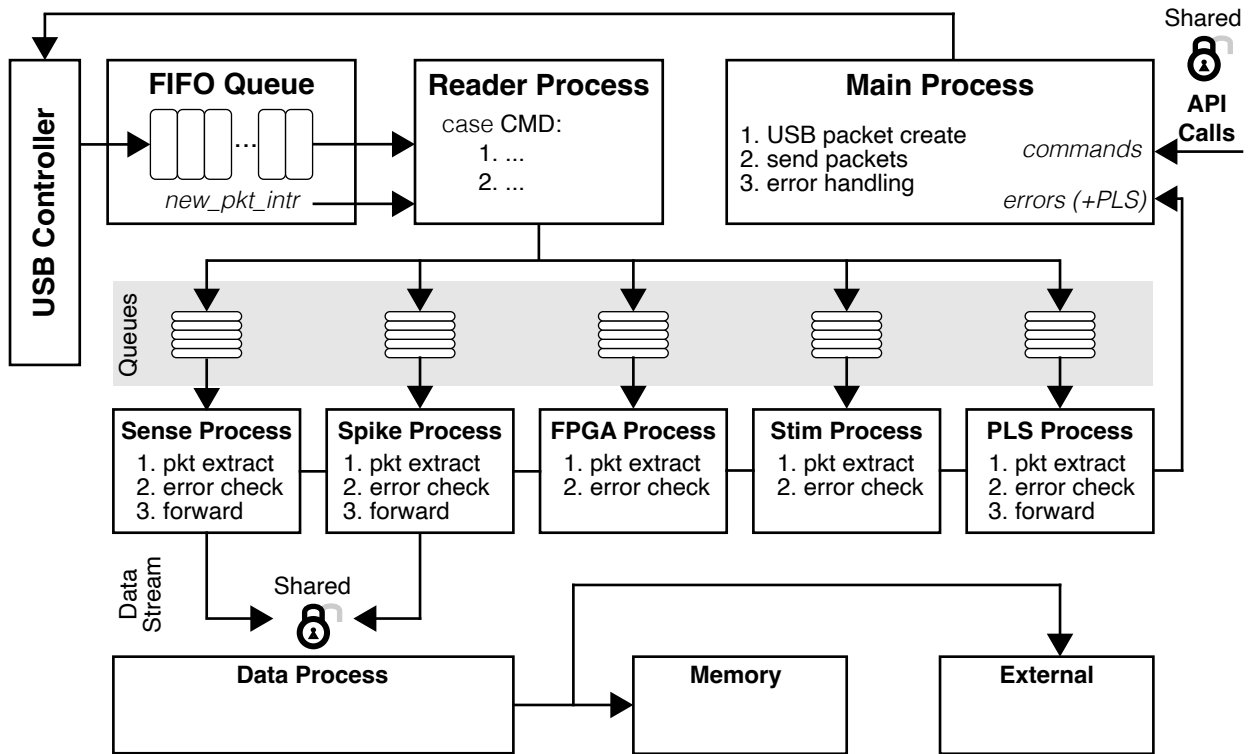 Shared
API
Calls
USB Controller
FIFO Queue
...
new_pkt_intr
Reader Process
case CMD:
1. ...
2. ...
Main Process
1. USB packet create
2. send packets
3. error handling
commands
errors (+PLS)
Queues
Sense Process
1. pkt extract
2. error check
3. forward
Spike Process
1. pkt extract
2. error check
3. forward
FPGA Process
1. pkt extract
2. error check
Stim Process
1. pkt extract
2. error check
PLS Process
1. pkt extract
2. error check
3. forward
Data
Stream
Shared
Data Process
Memory
External